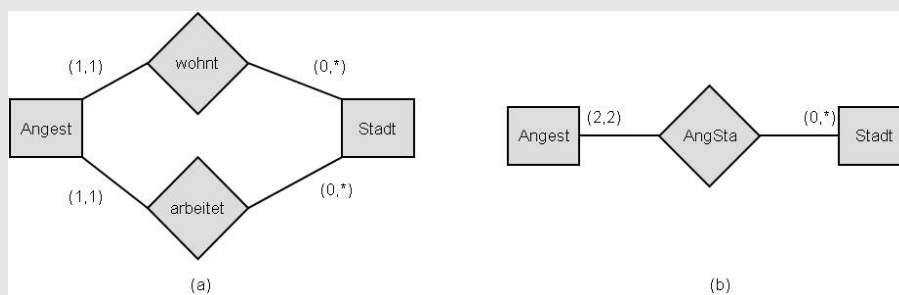 wohnt
(1,1)
(0,*)
Angest
Stadt
(1,1)
(0,*)
arbeitet
(a)
(2,2)
(0,*)
Angest
AngSta
Stadt
(b)